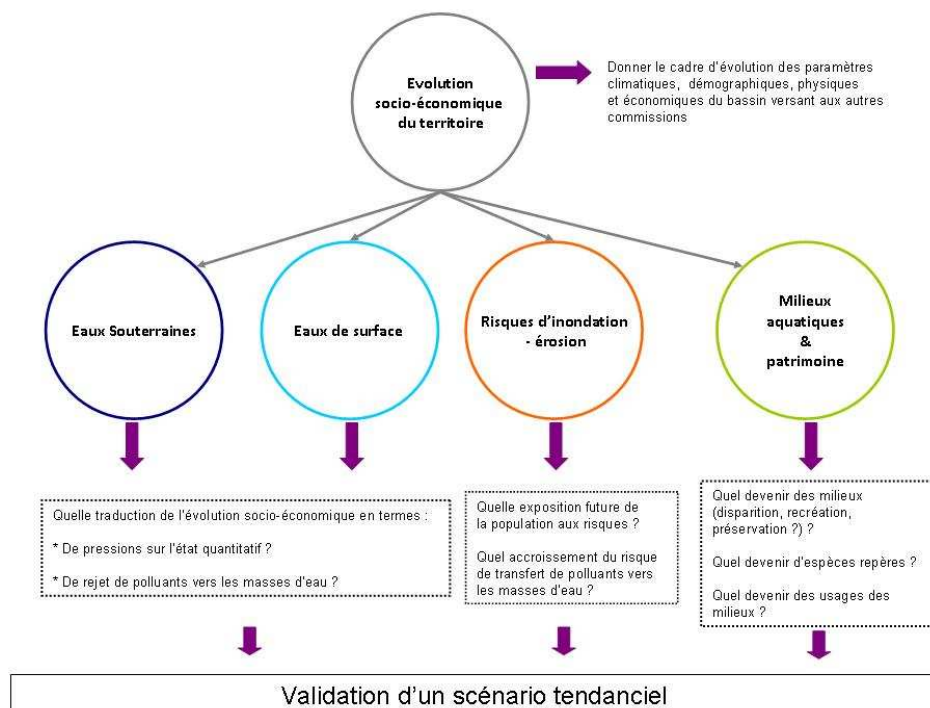 Evolution
socio-économique
du territoire
Donner le cadre d'évolution des paramètres
climatiques, démographiques, physiques
et économiques du bassin versant aux autres
commissions
Eaux Souterraines
Eaux de surface
Risques d'inondation
- érosion
Milieux
aquatiques
&
patrimoine
Quelle traduction de l'évolution socio-économique en termes :
* De pressions sur l'état quantitatif ?
* De rejet de polluants vers les masses d'eau ?
Quelle exposition future de
la population aux risques ?
Quel accroissement du risque
de transfert de polluants vers
les masses d'eau ?
Quel devenir des milieux
(disparition, recréation,
préservation ?) ?
Quel devenir d'espèces repères ?
Quel devenir des usages des
milieux ?
Validation d'un scénario tendanciel